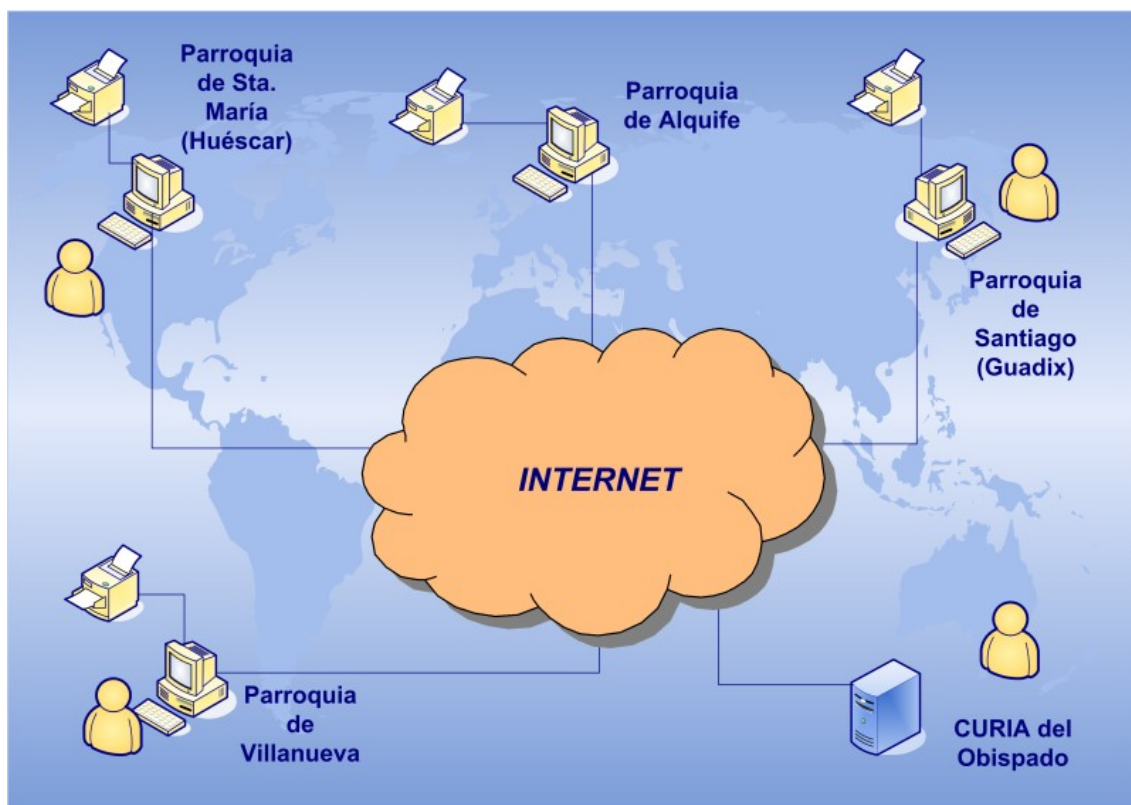 Parroquia
de Sta.
María
(Huéscar)
Parroquia
de Alquife
Parroquia
de
Santiago
(Guadix)
INTERNET
Parroquia
de
Villanueva
CURIA del
Obispado